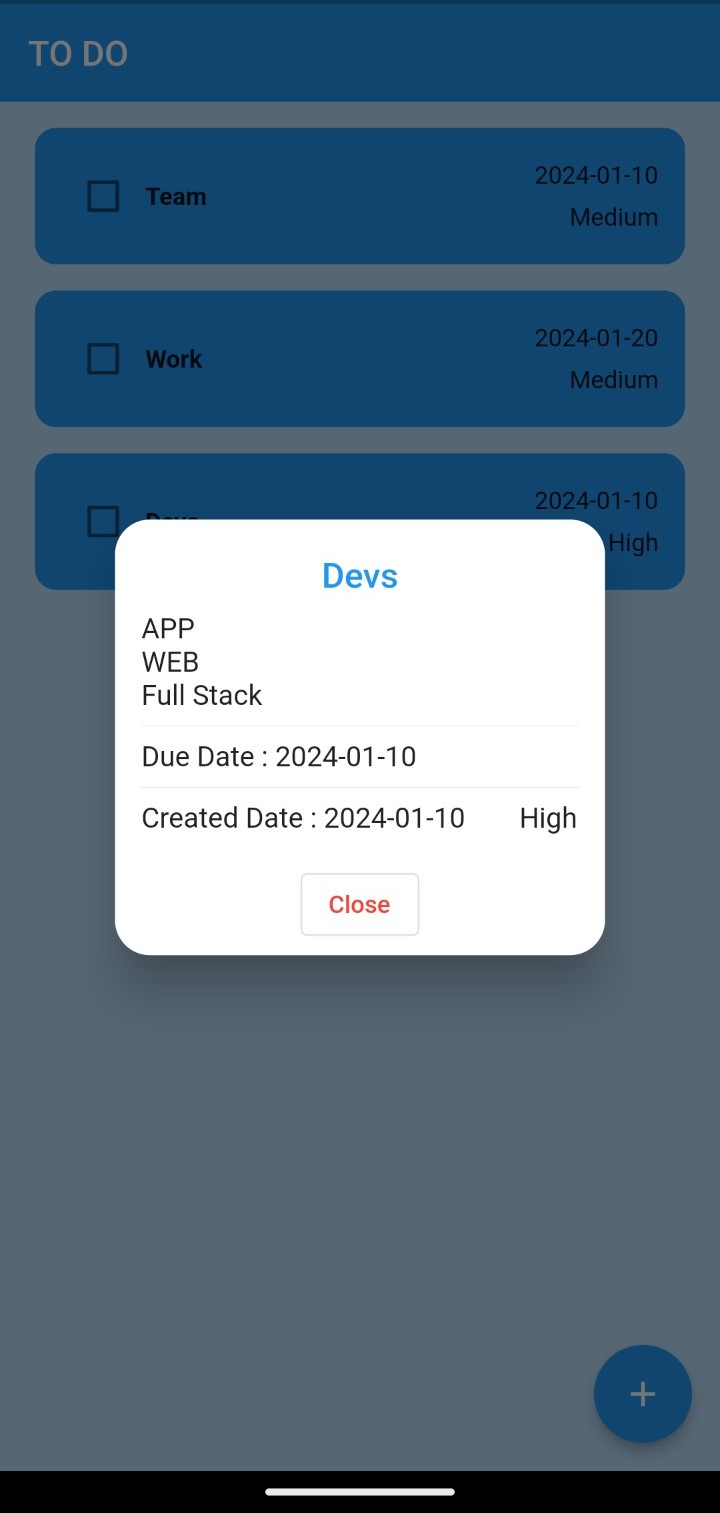 TO DO
Team
2024-01-10
Medium
Work
2024-01-20
Medium
Devs
2024-01-10
High
Devs
APP
WEB
Full Stack
Due Date : 2024-01-10
Created Date : 2024-01-10 High
Close
+